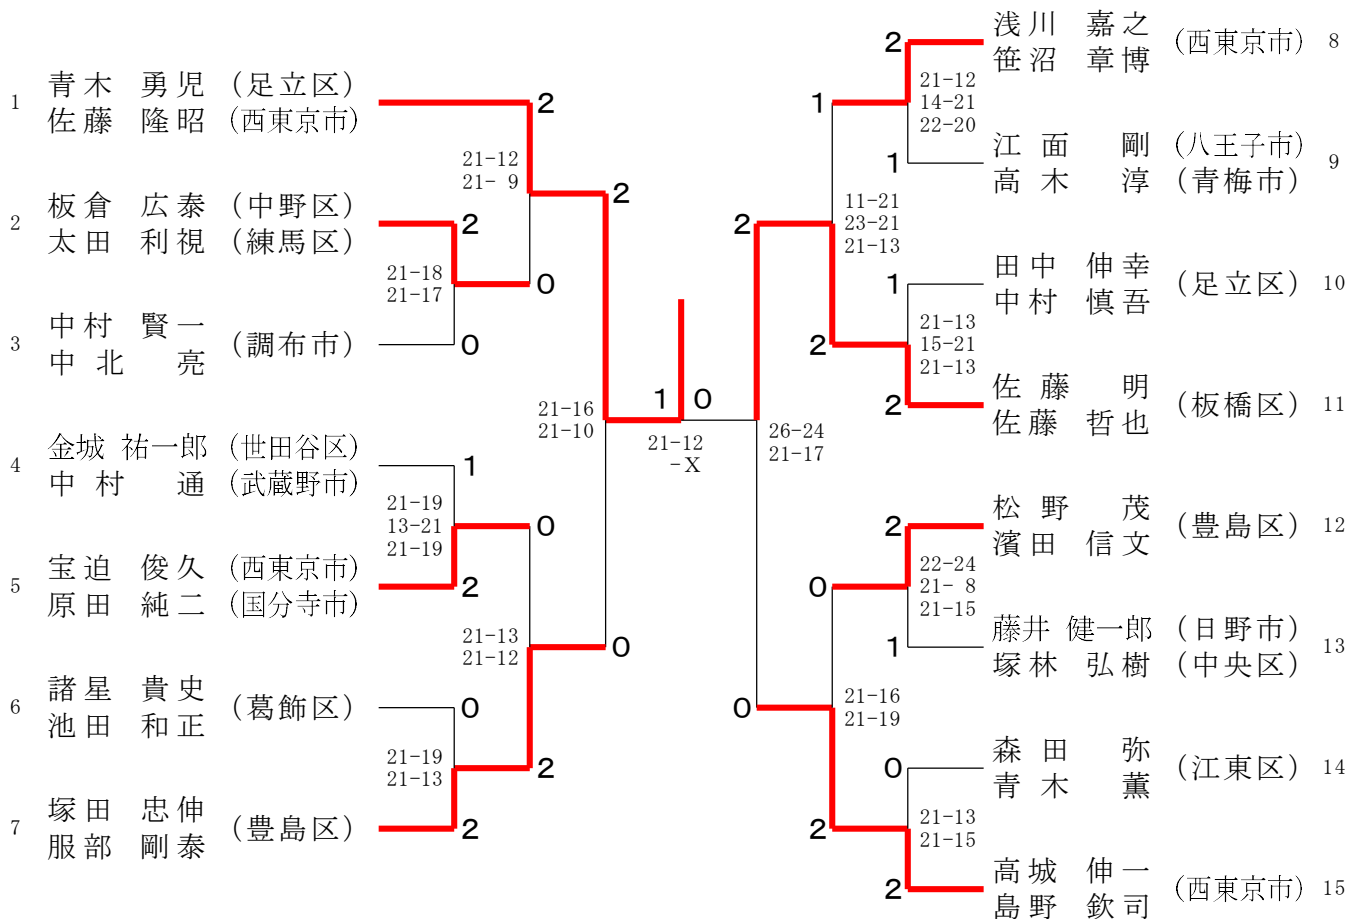 1 青木 勇児 (足立区)
佐藤 隆昭 (西東京市)
2 板倉 広泰 (中野区)
太田 利視 (練馬区)
3 中村 賢一 (調布市)
中北 亮
4 金城 祐一郎 (世田谷区)
中村 通 (武蔵野市)
5 宝迫 俊久 (西東京市)
原田 純二 (国分寺市)
6 諸星 貴史 (葛飾区)
池田 和正
7 塚田 忠伸 (豊島区)
服部 剛泰
2
21-12
21- 9
2
2
21-18
21-17
0
0
1
21-19
13-21
21-19
0
2
21-13
21-12
0
0
21-19
21-13
2
2
21-16
21-10
1 0
21-12
-X
2
26-24
21-17
0
2
21-12
14-21
22-20
1
1
11-21
23-21
21-13
1
21-13
15-21
21-13
2
2
2
22-24
21- 8
21-15
0
1
21-16
21-19
0
21-13
21-15
2
2
浅川 嘉之 (西東京市) 8
笹沼 章博
江面 剛 (八王子市) 9
高木 淳 (青梅市)
田中 伸幸 (足立区) 10
中村 慎吾
佐藤 明 (板橋区) 11
佐藤 哲也
松野 茂 (豊島区) 12
濱田 信文
藤井 健一郎 (日野市) 13
塚林 弘樹 (中央区)
森田 弥 (江東区) 14
青木 薫
高城 伸一 (西東京市) 15
島野 欽司